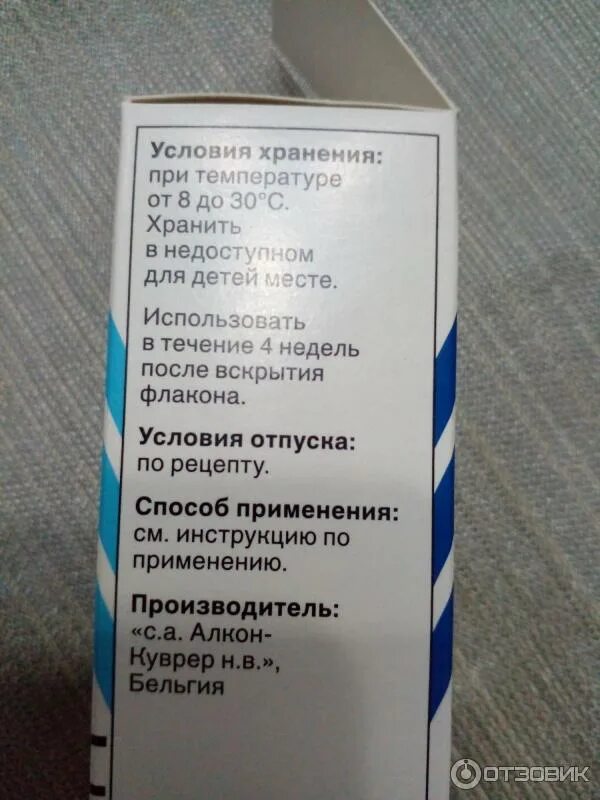 Условия хранения:
при температуре
от 8 до 30°С.
Хранить
в недоступном
для детей месте.
Использовать
в течение 4 недель
после вскрытия
флакона.
Условия отпуска:
по рецепту.
Способ применения:
см. инструкцию по
применению.
Производитель:
«с.а. Алкон-
Куврер н.в.»,
Бельгия
ОТЗОВИК